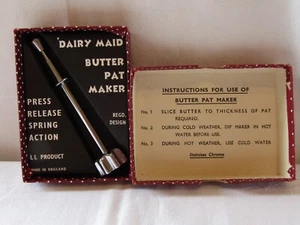 'DAIRY MAID'
BUTTER
PAT
MAKER
PRESS
RELEASE
SPRING
ACTION
REGD.
DESIGN
L.L PRODUCT
MADE IN ENGLAND
INSTRUCTIONS FOR USE OF
BUTTER PAT MAKER
No. 1 SLICE BUTTER TO THICKNESS OF PAT
REQUIRED.
No. 2 DURING COLD WEATHER, DIP MAKER IN HOT
WATER BEFORE USE.
No. 3 DURING HOT WEATHER, USE COLD WATER
Stainless Chrome